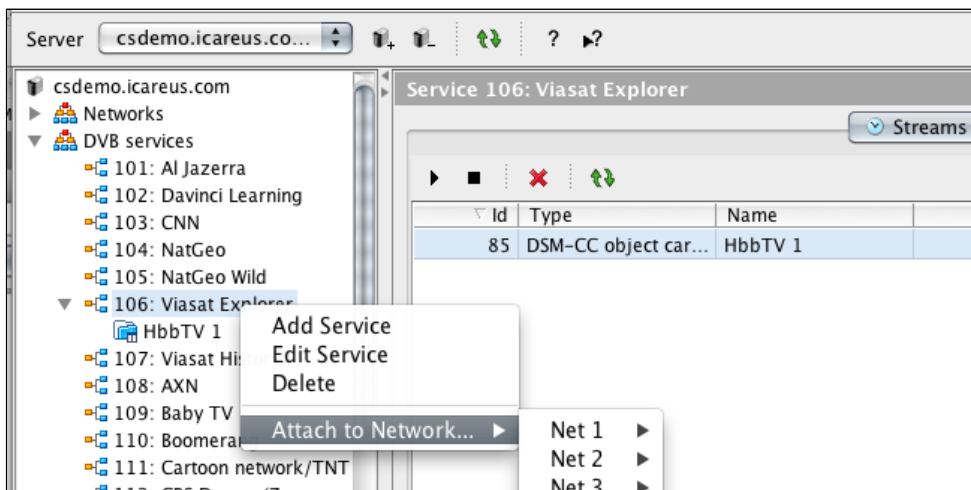 Server csdemo.icareus.co...
? ?
csdemo.icareus.com
Networks
DVB services
101: Al Jazerra
102: Davinci Learning
103: CNN
104: NatGeo
105: NatGeo Wild
106: Viasat Explorer
HbbTV 1
107: Viasat Hi
108: AXN
109: Baby TV
110: Boomera
111: Cartoon network/TNT
Service 106: Viasat Explorer
Streams
Id Type Name
85 DSM-CC object car... HbbTV 1
Add Service
Edit Service
Delete
Attach to Network...
Net 1
Net 2
Net 3